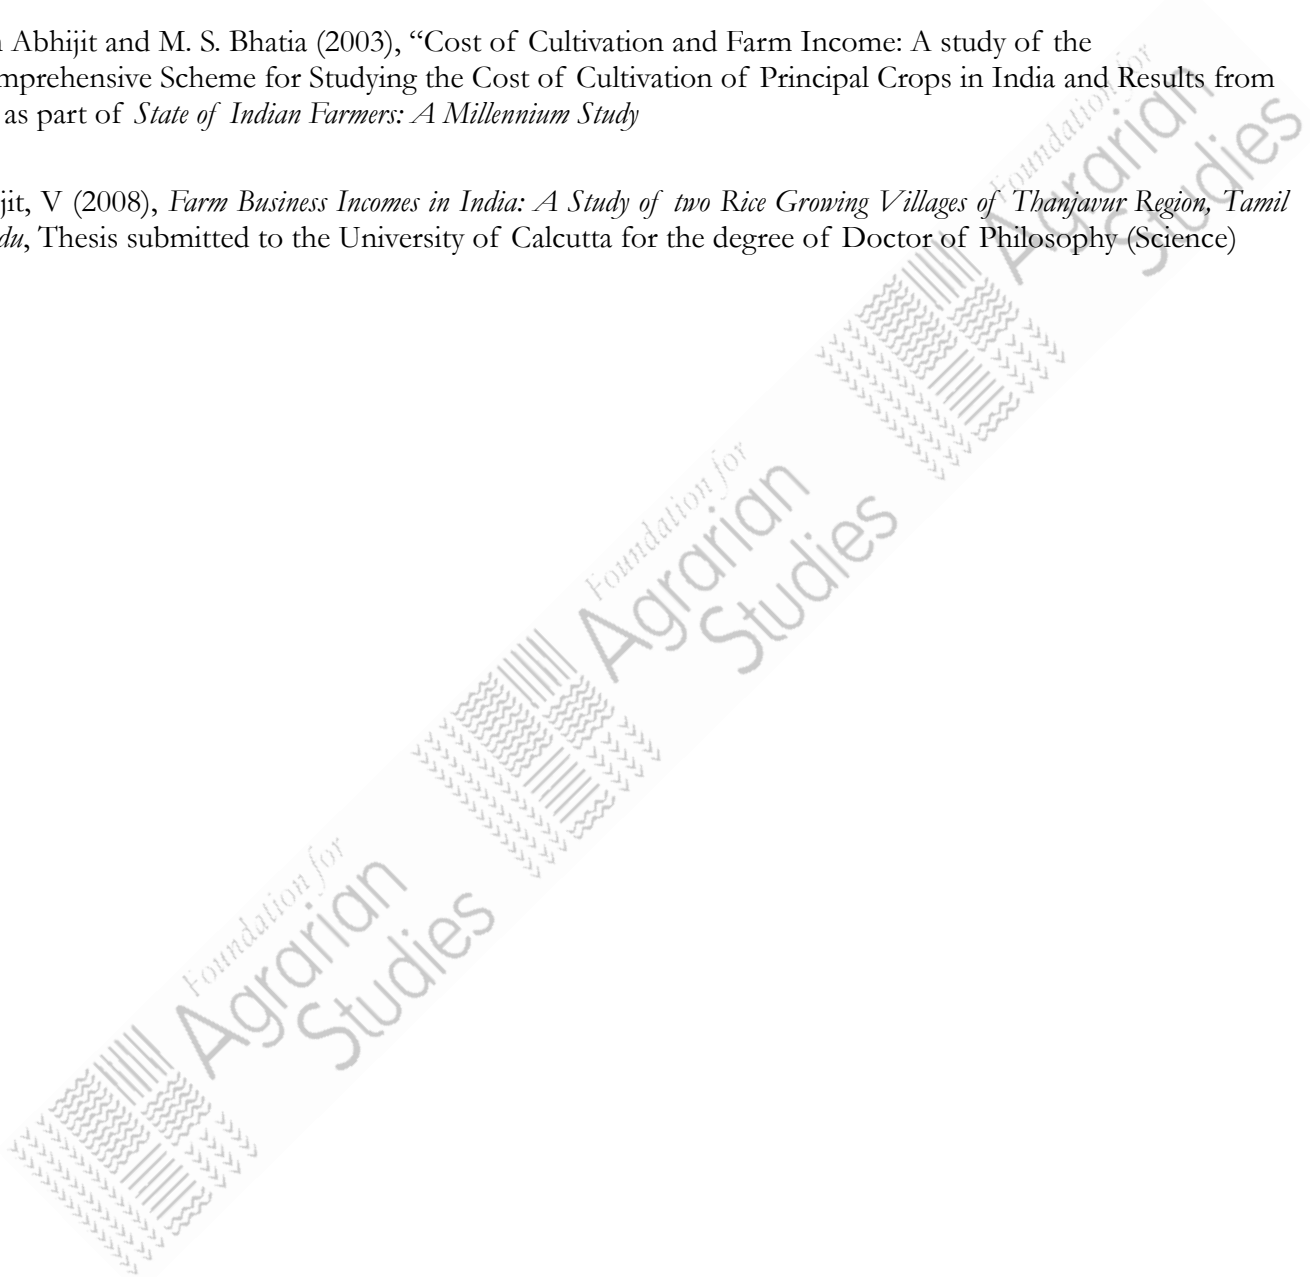 Abhijit and M. S. Bhatia (2003), “Cost of Cultivation and Farm Income: A study of the
mprehensive Scheme for Studying the Cost of Cultivation of Principal Crops in India and Results from
as part of State of Indian Farmers: A Millennium Study
jit, V (2008), Farm Business Incomes in India: A Study of two Rice Growing Villages of Thanjavur Region, Tamil
du, Thesis submitted to the University of Calcutta for the degree of Doctor of Philosophy (Science)
Foundation for
Agrarian
Studies
Foundation for
Agrarian
Studies
Foundation for
Agrarian
Studies